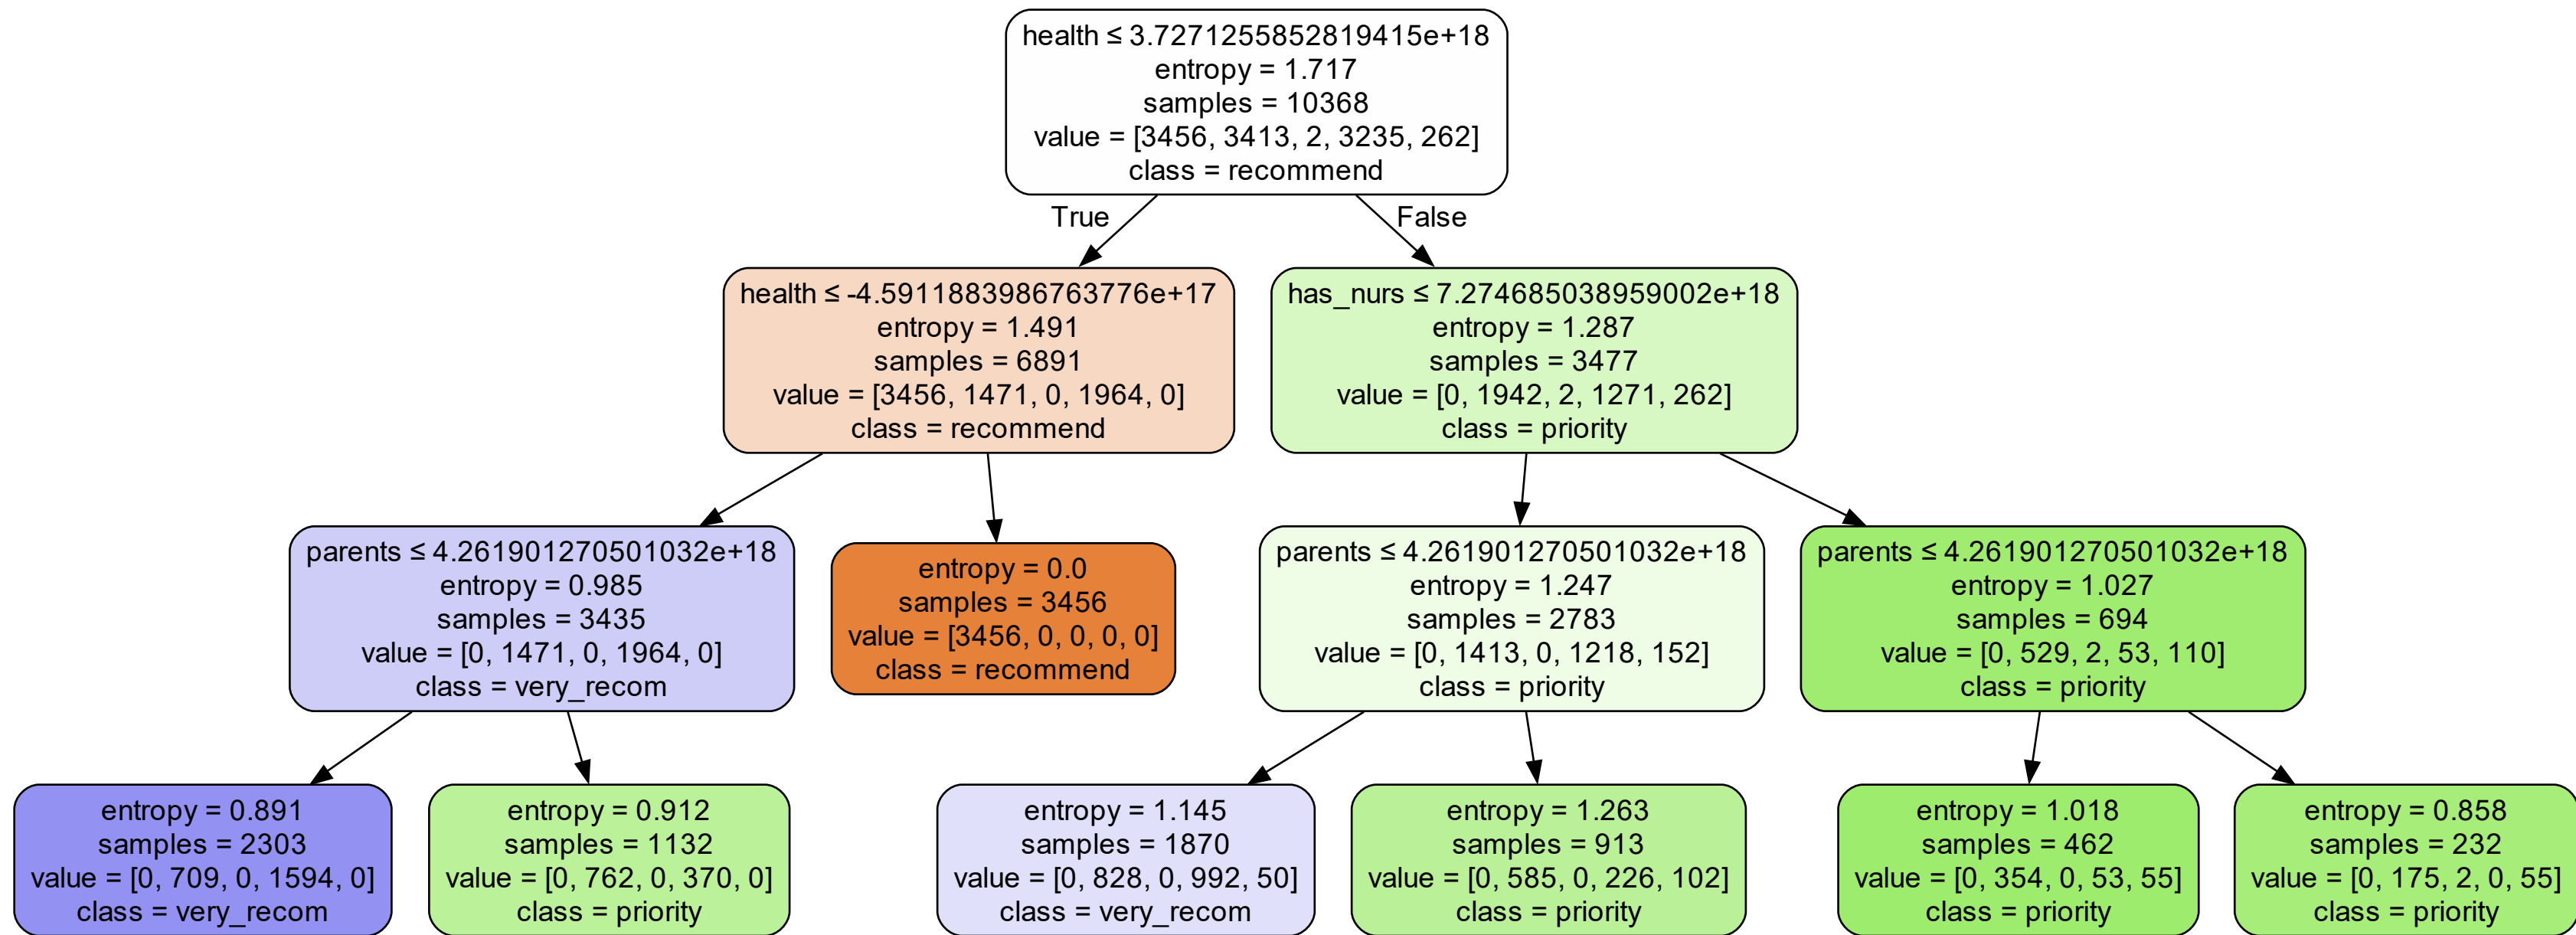 health ≤ 3.7271255852819415e+18
entropy = 1.717
samples = 10368
value = [3456, 3413, 2, 3235, 262]
class = recommend
True
False
health ≤ -4.5911883986763776e+17
entropy = 1.491
samples = 6891
value = [3456, 1471, 0, 1964, 0]
class = recommend
has_nurs ≤ 7.274685038959002e+18
entropy = 1.287
samples = 3477
value = [0, 1942, 2, 1271, 262]
class = priority
parents ≤ 4.261901270501032e+18
entropy = 0.985
samples = 3435
value = [0, 1471, 0, 1964, 0]
class = very_recom
entropy = 0.0
samples = 3456
value = [3456, 0, 0, 0, 0]
class = recommend
parents ≤ 4.261901270501032e+18
entropy = 1.247
samples = 2783
value = [0, 1413, 0, 1218, 152]
class = priority
parents ≤ 4.261901270501032e+18
entropy = 1.027
samples = 694
value = [0, 529, 2, 53, 110]
class = priority
entropy = 0.891
samples = 2303
value = [0, 709, 0, 1594, 0]
class = very_recom
entropy = 0.912
samples = 1132
value = [0, 762, 0, 370, 0]
class = priority
entropy = 1.145
samples = 1870
value = [0, 828, 0, 992, 50]
class = very_recom
entropy = 1.263
samples = 913
value = [0, 585, 0, 226, 102]
class = priority
entropy = 1.018
samples = 462
value = [0, 354, 0, 53, 55]
class = priority
entropy = 0.858
samples = 232
value = [0, 175, 2, 0, 55]
class = priority